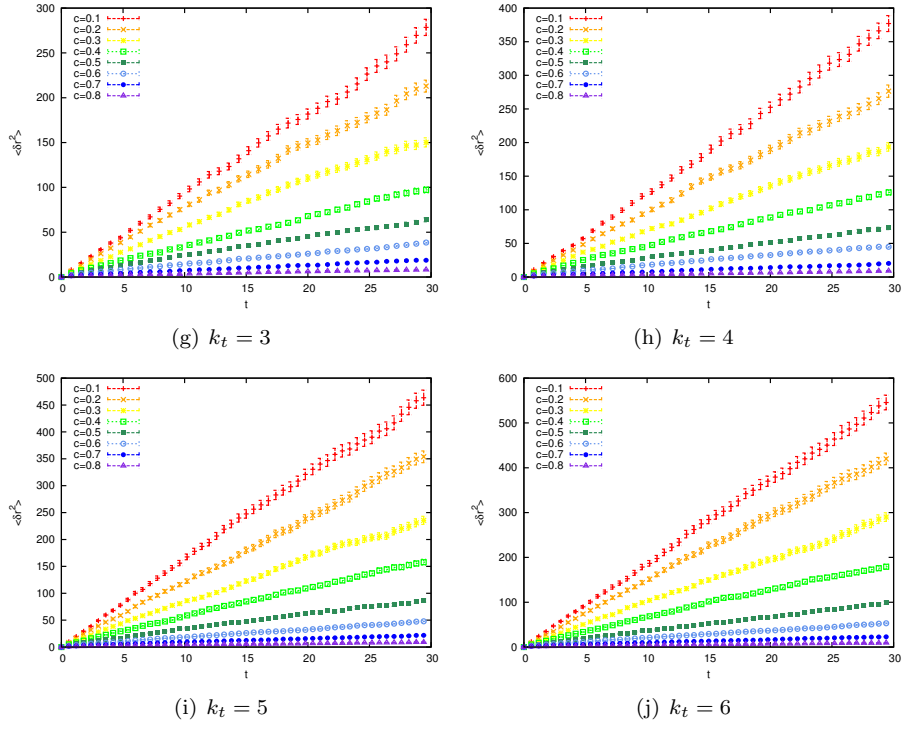 300
250
200
150
100
50
0
<δr²>
c=0.1
c=0.2
c=0.3
c=0.4
c=0.5
c=0.6
c=0.7
c=0.8
0 5 10 15 20 25 30
t
(g) k_t = 3
400
350
300
250
200
150
100
50
0
<δr²>
c=0.1
c=0.2
c=0.3
c=0.4
c=0.5
c=0.6
c=0.7
c=0.8
0 5 10 15 20 25 30
t
(h) k_t = 4
500
450
400
350
300
250
200
150
100
50
0
<δr²>
c=0.1
c=0.2
c=0.3
c=0.4
c=0.5
c=0.6
c=0.7
c=0.8
0 5 10 15 20 25 30
t
(i) k_t = 5
600
500
400
300
200
100
0
<δr²>
c=0.1
c=0.2
c=0.3
c=0.4
c=0.5
c=0.6
c=0.7
c=0.8
0 5 10 15 20 25 30
t
(j) k_t = 6